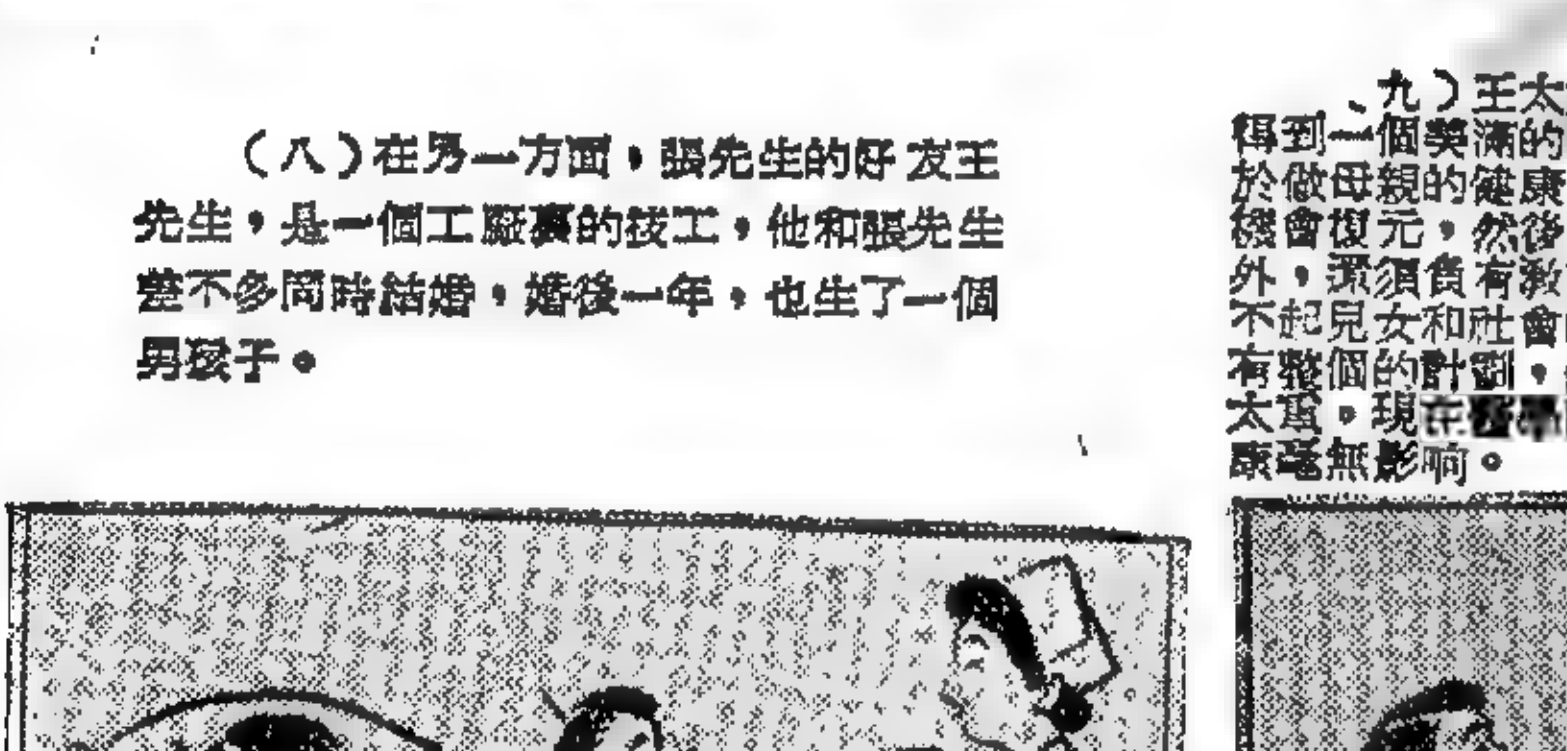 （八）在另一方面，張先生的好友王
先生，是一個工廠裏的技工，他和張先生
差不多同時結婚，婚後一年，也生了一個
男孩子。
九）王太
得到一個美滿的
於做母親的健康
機會復元，然後
外，還須負有教
不起兒女和社會
有整個的計劃，
太重。現在
康毫無影响。